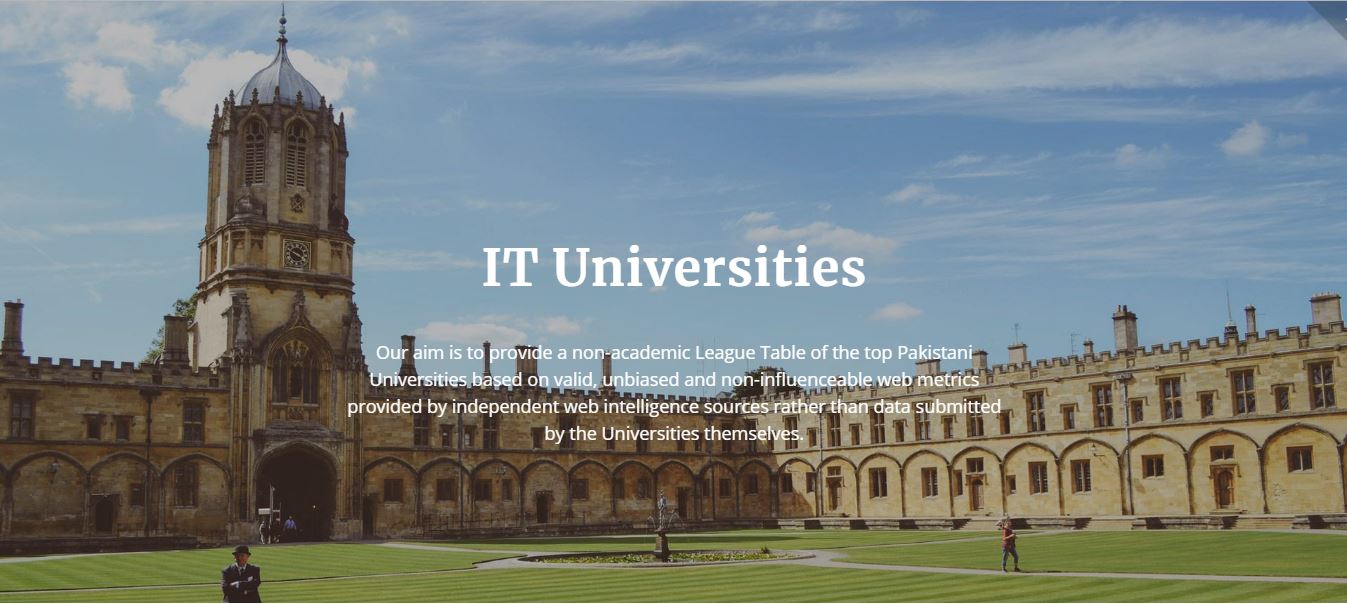 IT Universities
Our aim is to provide a non-academic League Table of the top Pakistani
Universities based on valid, unbiased and non-influenceable web metrics
provided by independent web intelligence sources rather than data submitted
by the Universities themselves.